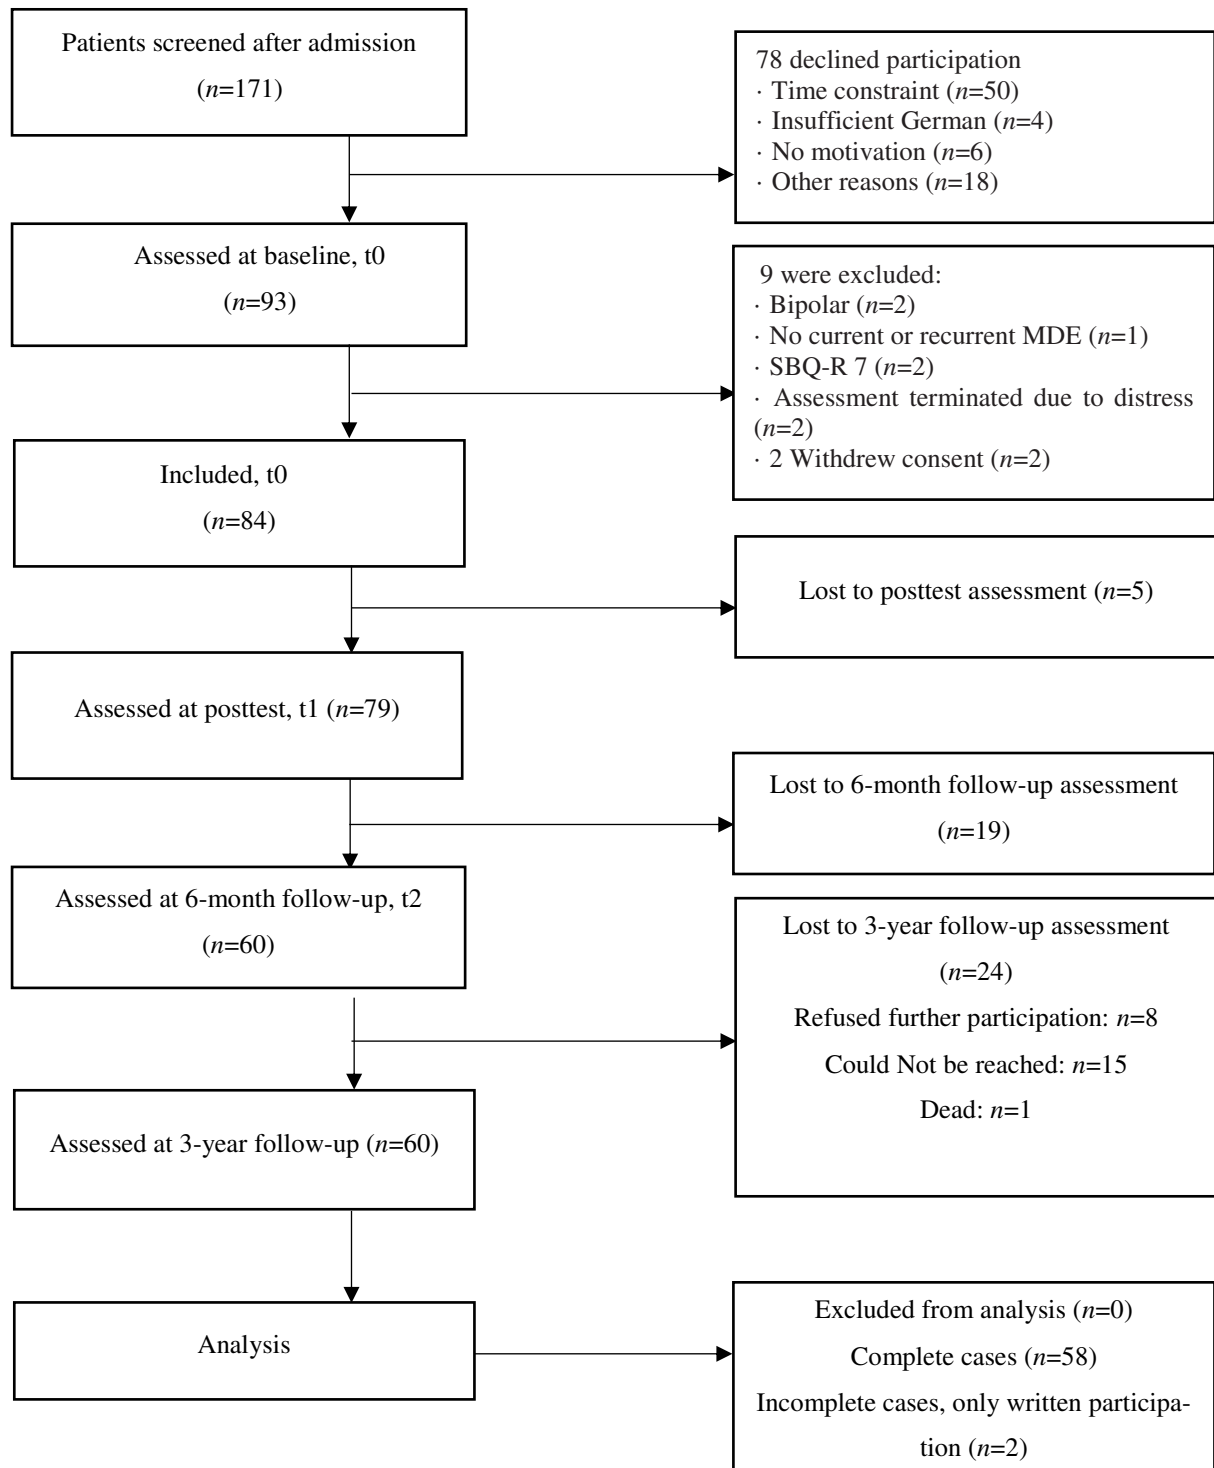 Patients screened after admission
(n=171)
78 declined participation
· Time constraint (n=50)
· Insufficient German (n=4)
· No motivation (n=6)
· Other reasons (n=18)
Assessed at baseline, t0
(n=93)
9 were excluded:
· Bipolar (n=2)
· No current or recurrent MDE (n=1)
· SBQ-R 7 (n=2)
· Assessment terminated due to distress
(n=2)
· 2 Withdrew consent (n=2)
Included, t0
(n=84)
Lost to posttest assessment (n=5)
Assessed at posttest, t1 (n=79)
Lost to 6-month follow-up assessment
(n=19)
Assessed at 6-month follow-up, t2
(n=60)
Lost to 3-year follow-up assessment
(n=24)
Refused further participation: n=8
Could Not be reached: n=15
Dead: n=1
Assessed at 3-year follow-up (n=60)
Analysis
Excluded from analysis (n=0)
Complete cases (n=58)
Incomplete cases, only written participa-
tion (n=2)